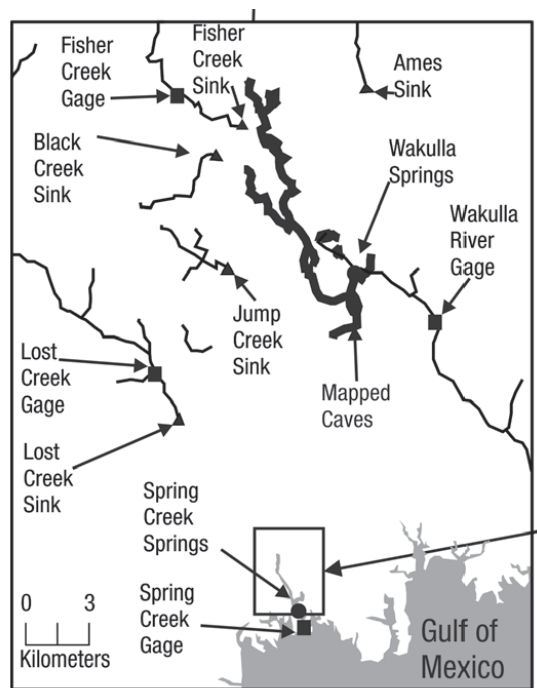 Fisher
Creek
Gage
Fisher
Creek
Sink
Ames
Sink
Black
Creek
Sink
Wakulla
Springs
Wakulla
River
Gage
Jump
Creek
Sink
Lost
Creek
Gage
Mapped
Caves
Lost
Creek
Sink
Spring
Creek
Springs
Spring
Creek
Gage
0 3
Kilometers
Gulf of
Mexico